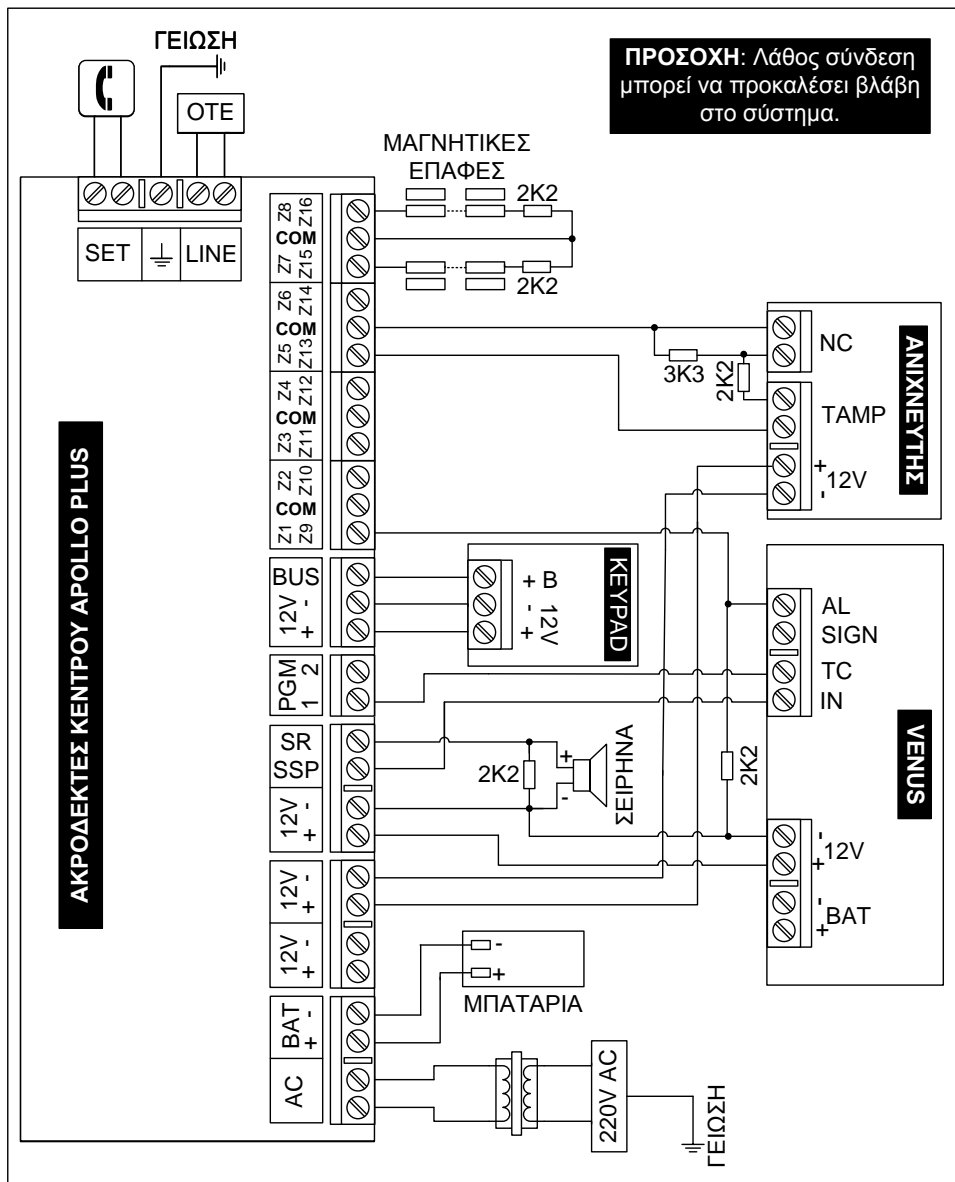 ΓΕΙΩΣΗ
ΠΡΟΣΟΧΗ: Λάθος σύνδεση
μπορεί να προκαλέσει βλάβη
στο σύστημα.
ΟΤΕ
ΜΑΓΝΗΤΙΚΕΣ
ΕΠΑΦΕΣ
SET
LINE
2K2
2K2
Z8 Z16
COM
Z7 Z15
Z6 Z14
COM
Z5 Z13
Z4 Z12
COM
Z3 Z11
Z2 Z10
COM
Z1 Z9
3K3
2K2
NC
TAMP
+
12V
-
ΑΝΙΧΝΕΥΤΗΣ
ΑΚΡΟΔΕΚΤΕΣ ΚΕΝΤΡΟΥ APOLLO PLUS
BUS
12V
-
+
+ B
- 12V
+
KEYPAD
AL
SIGN
TC
IN
VENUS
PGM
1 2
SR
SSP
2K2
+
-
ΣΕΙΡΗΝΑ
2K2
12V
-
+
-
12V
+
-
BAT
+
12V
-
+
12V
-
+
-
+
ΜΠΑΤΑΡΙΑ
BAT
-
+
AC
220V AC
ΓΕΙΩΣΗ